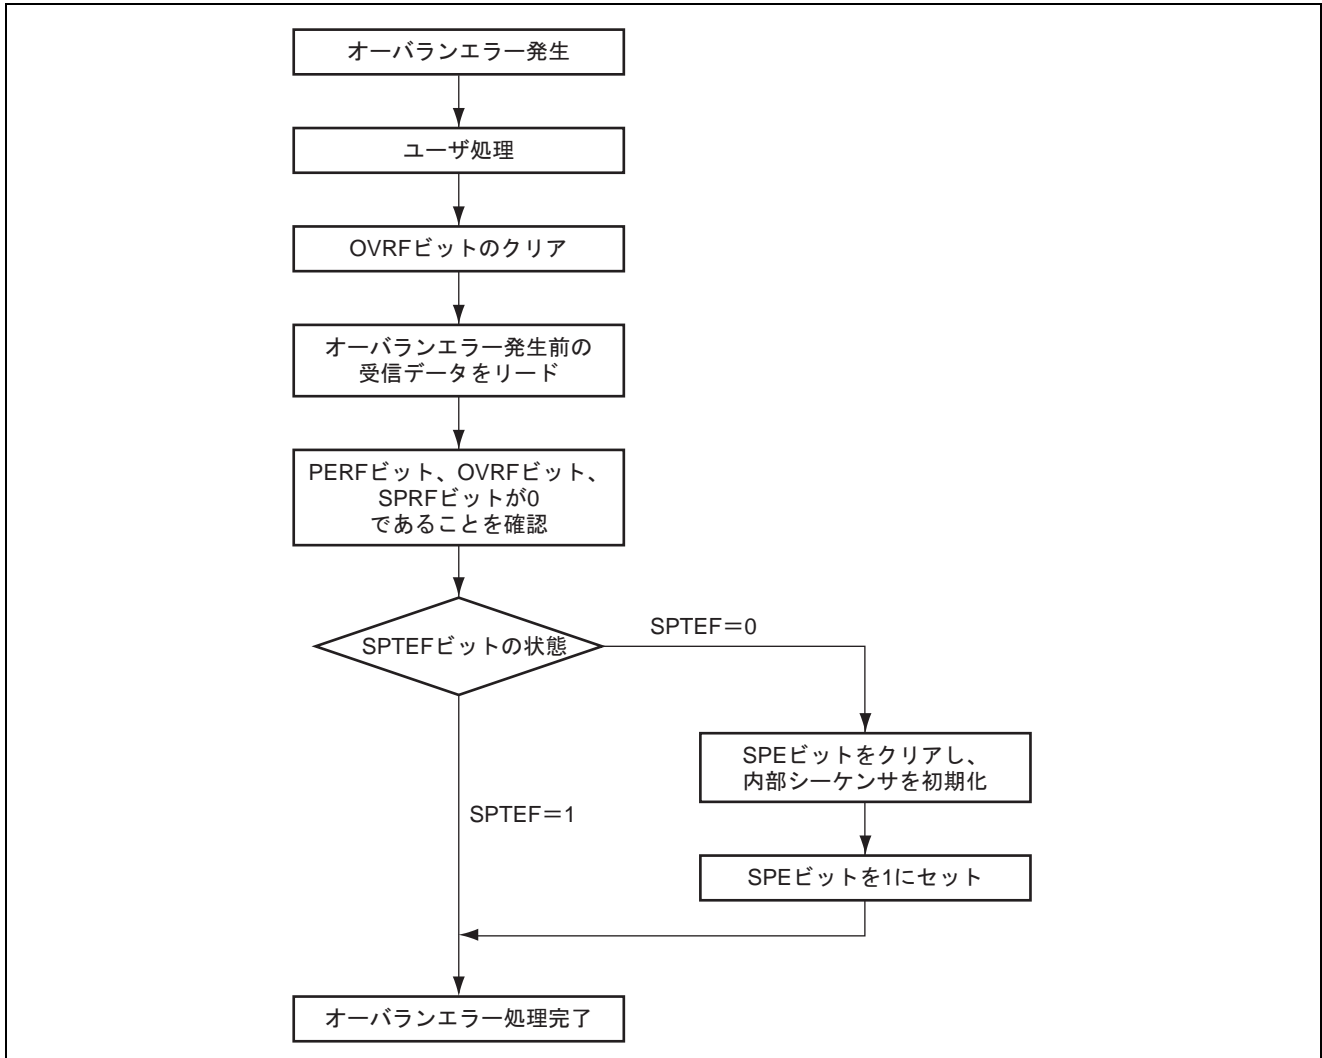 オーバランエラー発生
ユーザ処理
OVRFビットのクリア
オーバランエラー発生前の
受信データをリード
PERFビット、OVRFビット、
SPRFビットが0
であることを確認
SPTEFビットの状態
SPTEF＝0
SPEビットをクリアし、
内部シーケンサを初期化
SPTEF＝1
SPEビットを1にセット
オーバランエラー処理完了